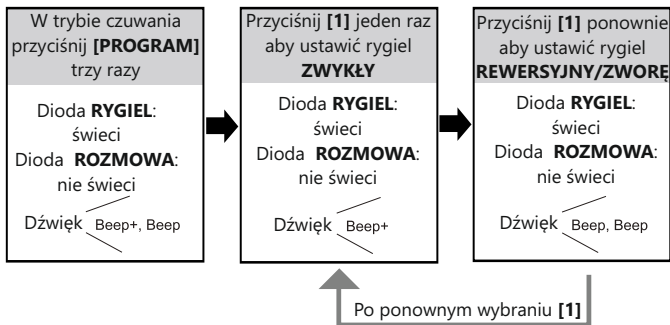 W trybie czuwania
przyciśnij [PROGRAM]
trzy razy
Dioda RYGIEL:
świeci
Dioda ROZMOWA:
nie świeci
Dźwięk Beep+, Beep
Przyciśnij [1] jeden raz
aby ustawić rygiel
ZWYKŁY
Dioda RYGIEL:
świeci
Dioda ROZMOWA:
nie świeci
Dźwięk Beep+
Przyciśnij [1] ponownie
aby ustawić rygiel
REWERSYJNY/ZWORĘ
Dioda RYGIEL:
świeci
Dioda ROZMOWA:
nie świeci
Dźwięk Beep, Beep
Po ponownym wybraniu [1]